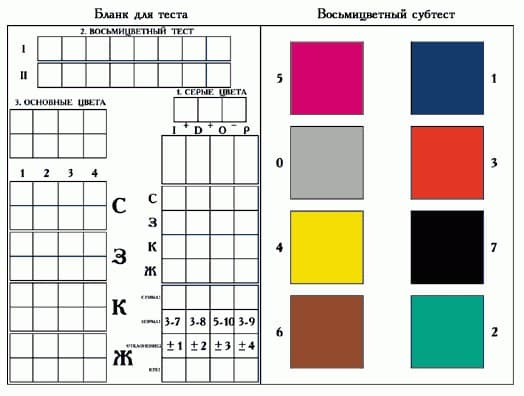 Бланк для теста
2. ВОСЬМИЦВЕТНЫЙ ТЕСТ
I
II
1. СЕРЫЕ ЦВЕТА
3. ОСНОВНЫЕ ЦВЕТА
I + D + O - P
1 2 3 4
С
З
К
Ж
С
З
К
Ж
НОРМА:
3-7 3-8 5-10 3-9
ОТКЛОНЕНИЕ:
±1 ±2 ±3 ±4
Восьмицветный субтест
5
1
0
3
4
7
6
2